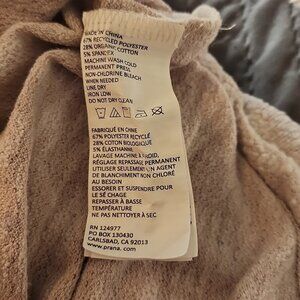 MADE IN CHINA
67% RECYCLED POLYESTER
28% ORGANIC COTTON
5% SPANDEX
MACHINE WASH COLD
PERMANENT PRESS
NON-CHLORINE BLEACH
WHEN NEEDED
LINE DRY
IRON LOW
DO NOT DRY CLEAN
FABRIQUÉ EN CHINE
67% POLYESTER RECYCLÉ
28% COTON BIOLOGIQUE
5% ÉLASTHANNE
LAVAGE MACHINE À FROID,
RÉGLAGE REPASSAGE PERMANENT
UTILISER SEULEMENT UN AGENT
DE BLANCHIMENT NON CHLORÉ
AU BESOIN
ESSORER ET SUSPENDRE POUR
LE SÉCHAGE
REPASSER À BASSE
TEMPÉRATURE
NE PAS NETTOYER À SEC
RN 124977
PO BOX 130430
CARLSBAD, CA 92013
www.prana.com